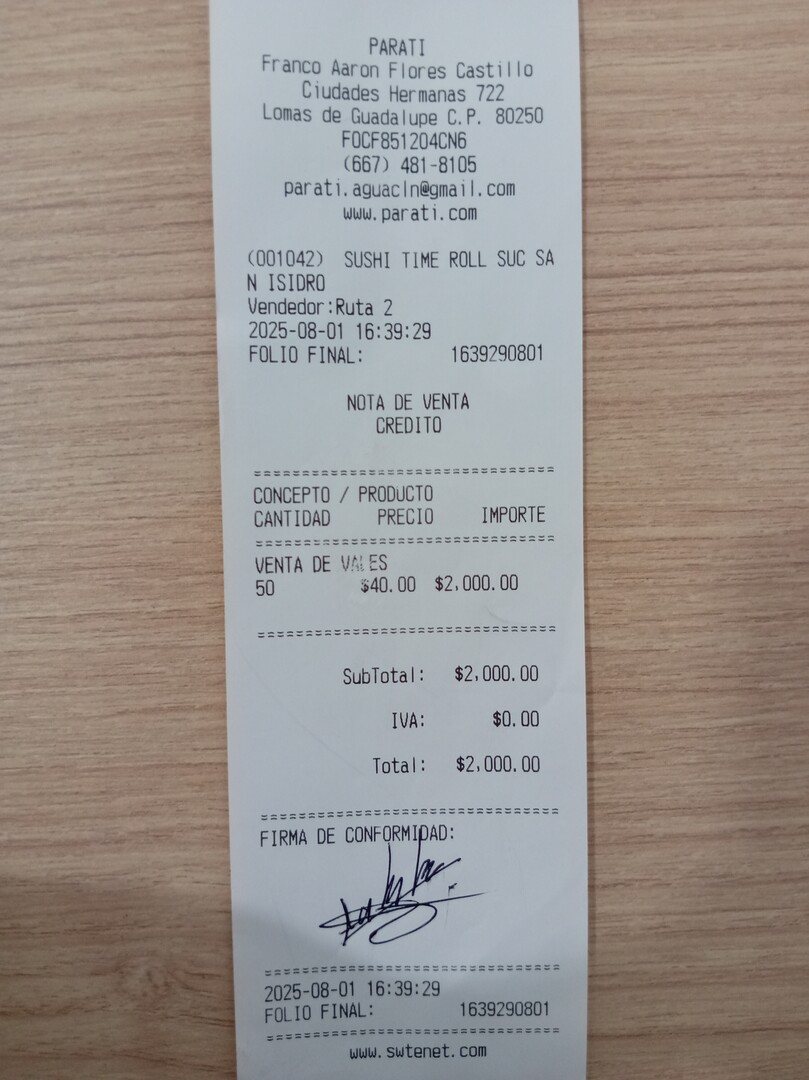 PARATI
Franco Aaron Flores Castillo
Ciudades Hermanas 722
Lomas de Guadalupe C.P. 80250
FOCF851204CN6
(667) 481-8105
parati.aguacln@gmail.com
www.parati.com
(001042) SUSHI TIME ROLL SUC SA
N ISIDRO
Vendedor:Ruta 2
2025-08-01 16:39:29
FOLIO FINAL: 1639290801
NOTA DE VENTA
CREDITO
==============================
CONCEPTO / PRODUCTO
CANTIDAD PRECIO IMPORTE
==============================
VENTA DE VALES
50 $40.00 $2,000.00
==============================
SubTotal: $2,000.00
IVA: $0.00
Total: $2,000.00
==============================
FIRMA DE CONFORMIDAD:
==============================
2025-08-01 16:39:29
FOLIO FINAL: 1639290801
==============================
www.swtenet.com